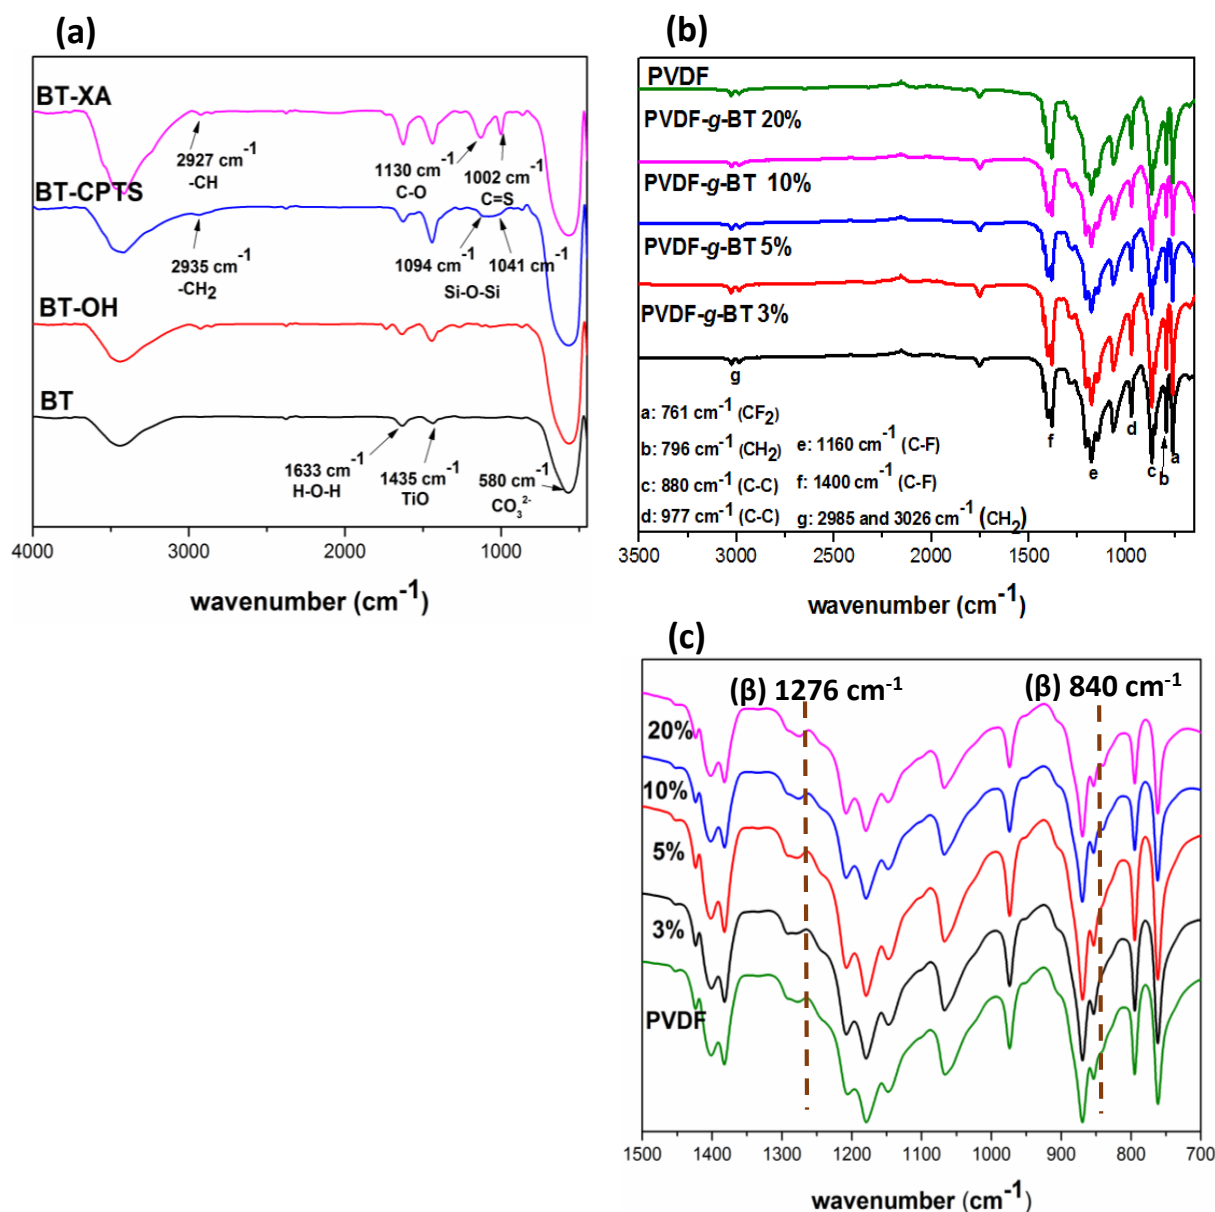 (a)
BT-XA
2927 cm⁻¹
-CH
1130 cm⁻¹
C-O
1002 cm⁻¹
C=S
BT-CPTS
2935 cm⁻¹
-CH₂
1094 cm⁻¹
1041 cm⁻¹
Si-O-Si
BT-OH
BT
1633 cm⁻¹
H-O-H
1435 cm⁻¹
TiO
580 cm⁻¹
CO₃²⁻
4000 3000 2000 1000
wavenumber (cm⁻¹)
(b)
PVDF
PVDF-g-BT 20%
PVDF-g-BT 10%
PVDF-g-BT 5%
PVDF-g-BT 3%
g
f
e
d
c
b
a
a: 761 cm⁻¹ (CF₂)
b: 796 cm⁻¹ (CH₂)
c: 880 cm⁻¹ (C-C)
d: 977 cm⁻¹ (C-C)
e: 1160 cm⁻¹ (C-F)
f: 1400 cm⁻¹ (C-F)
g: 2985 and 3026 cm⁻¹ (CH₂)
3500 3000 2500 2000 1500 1000
wavenumber (cm⁻¹)
(c)
(β) 1276 cm⁻¹
(β) 840 cm⁻¹
20%
10%
5%
3%
PVDF
1500 1400 1300 1200 1100 1000 900 800 700
wavenumber (cm⁻¹)